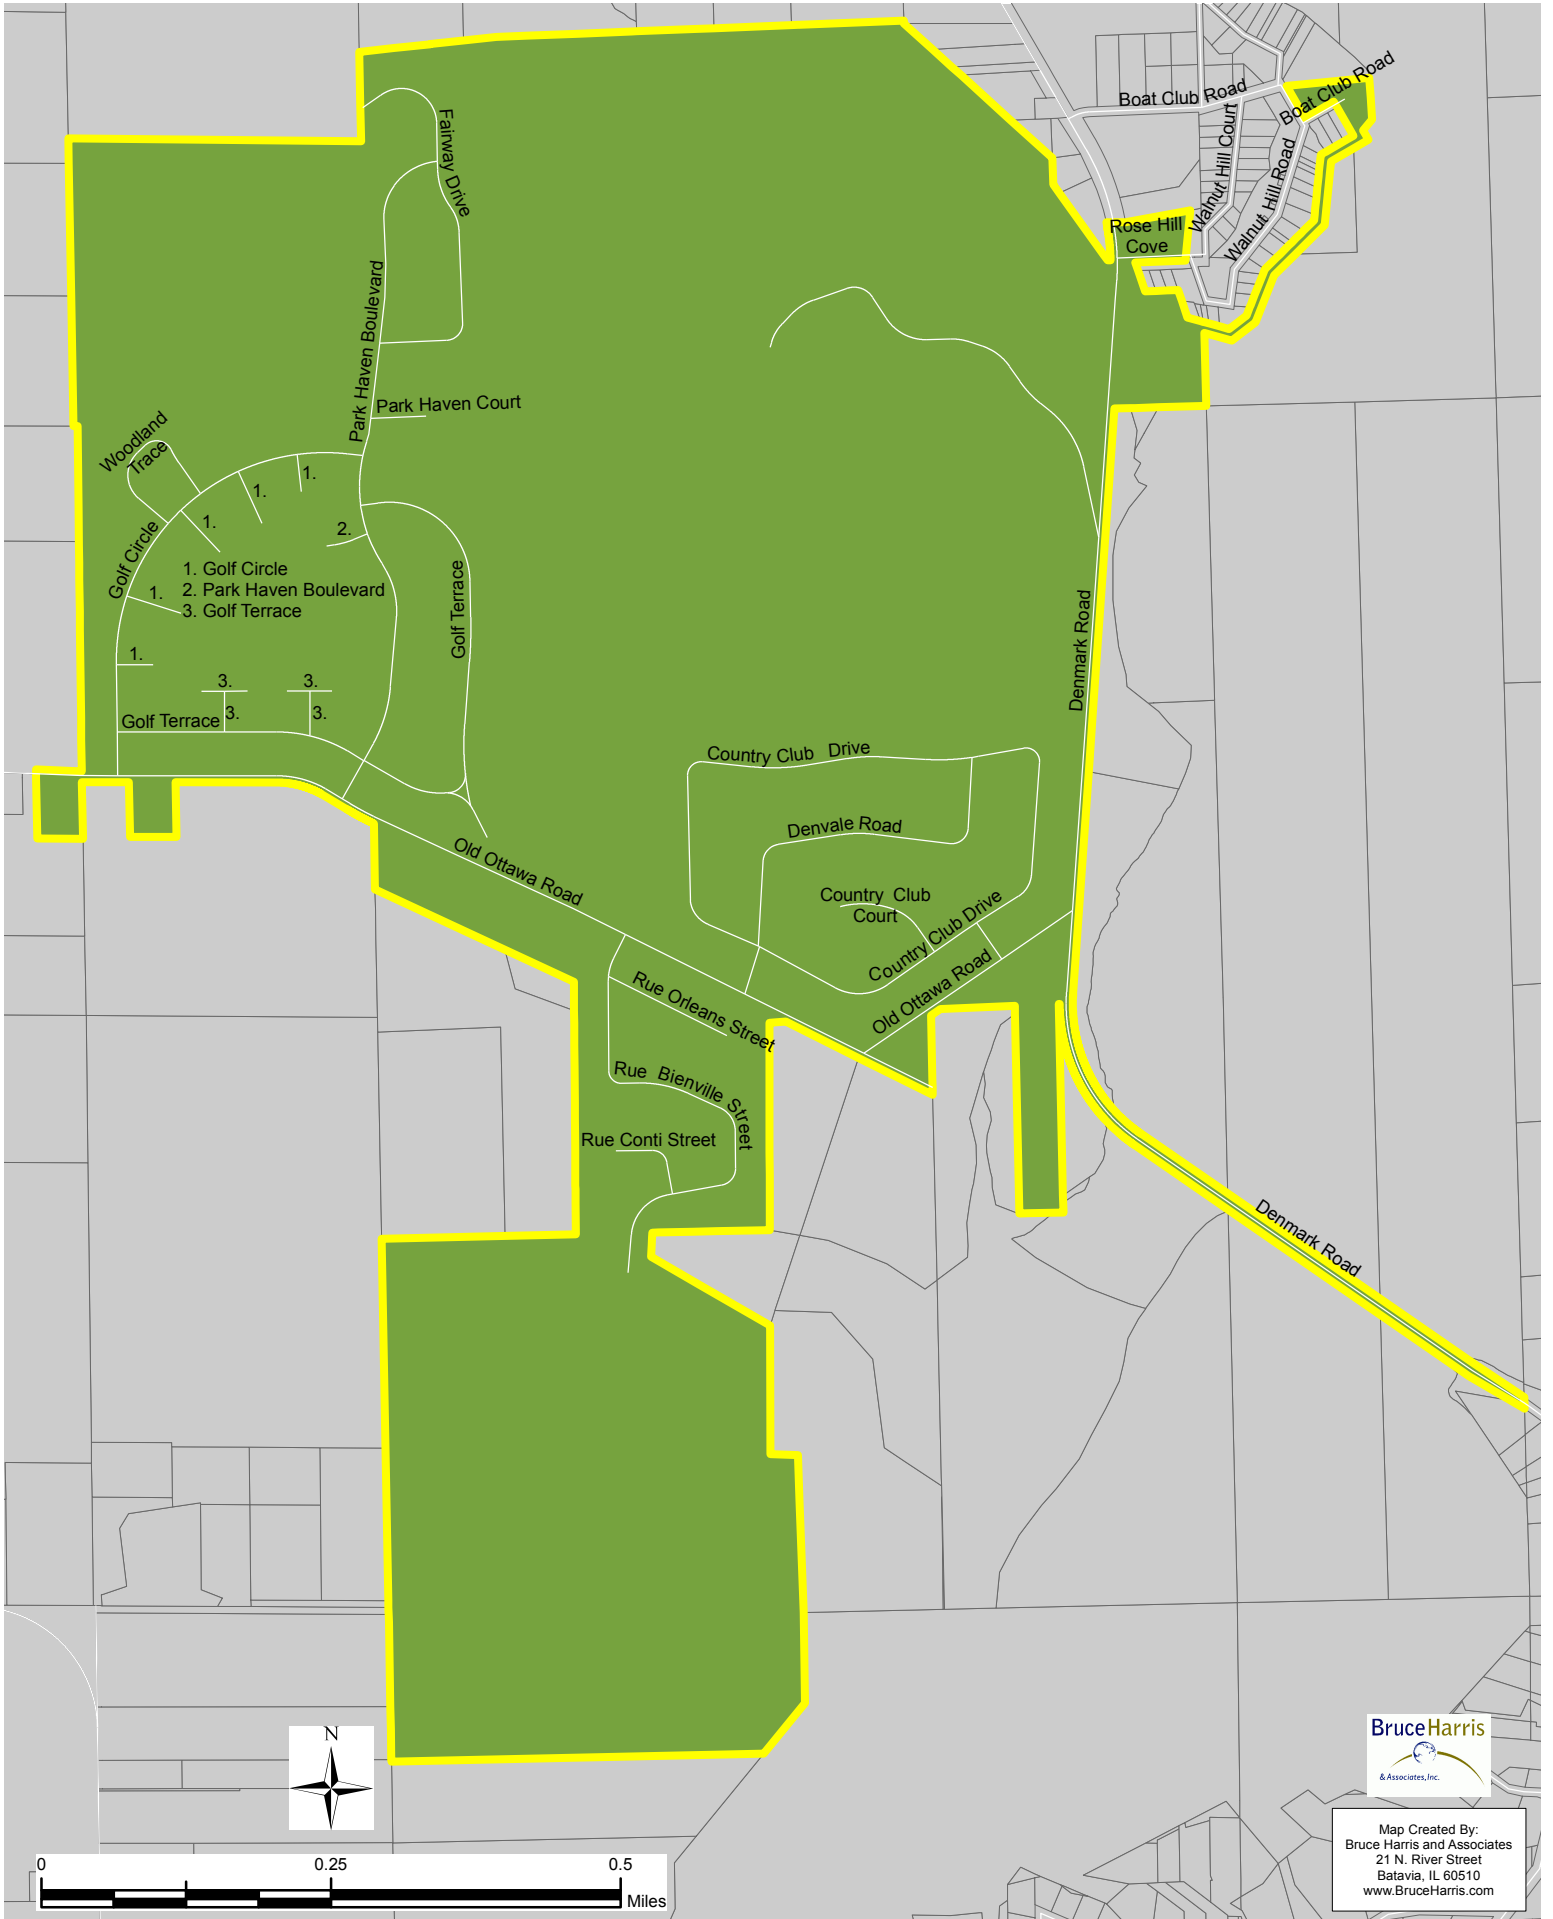 Boat Club Road
Boat Club Road
Fairway Drive
Walnut Hill Court
Walnut Hill Road
Rose Hill
Cove
Park Haven Boulevard
Park Haven Court
Woodland
Trace
1.
1.
1.
2.
Golf Circle
1. Golf Circle
2. Park Haven Boulevard
3. Golf Terrace
1.
Golf Terrace
Denmark Road
1.
3.
3.
Golf Terrace
3.
3.
Country Club Drive
Denvale Road
Old Ottawa Road
Country Club
Court
Country Club Drive
Old Ottawa Road
Rue Orleans Street
Rue Bienville Street
Rue Conti Street
Denmark Road
N
BruceHarris
& Associates, Inc.
Map Created By:
Bruce Harris and Associates
21 N. River Street
Batavia, IL 60510
www.BruceHarris.com
0
0.25
0.5
Miles